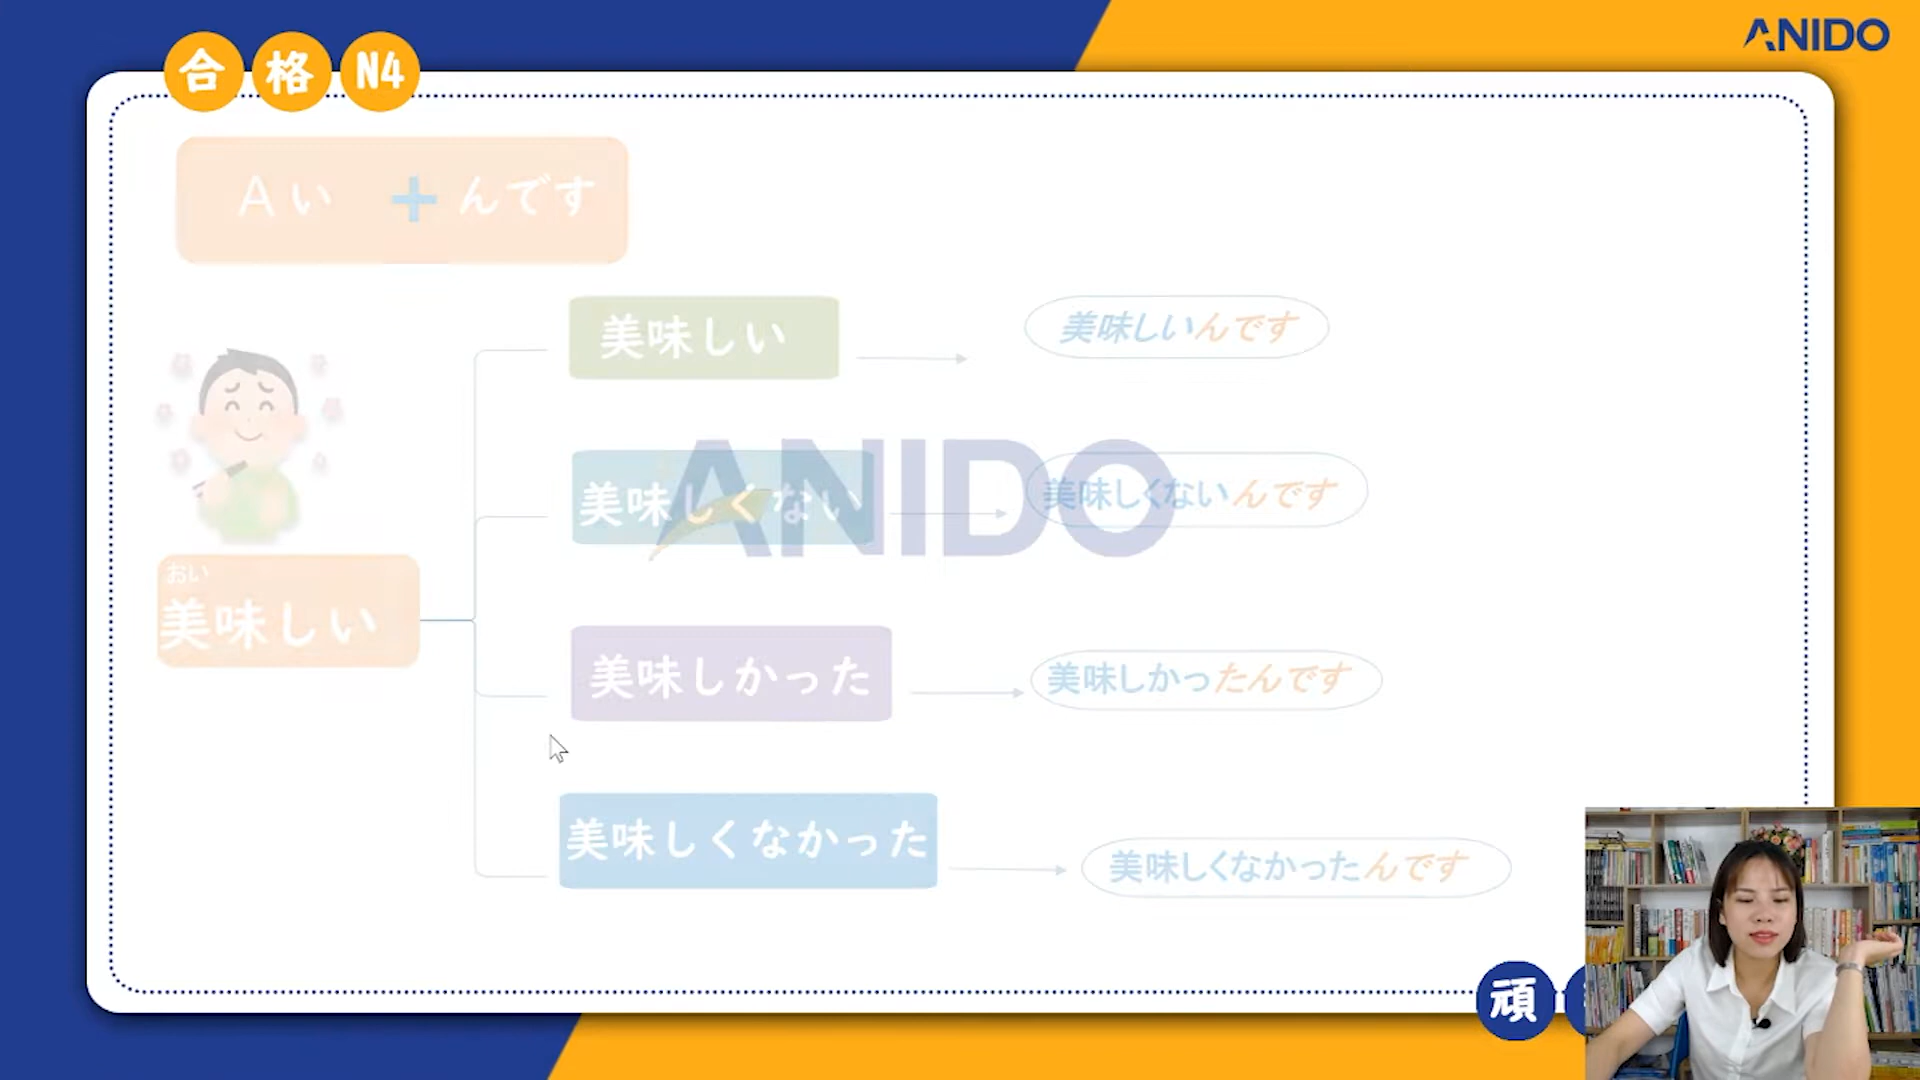 合格N4
ANIDO
Aい + んです
美味しい
美味しいんです
美味しくない
美味しくないんです
ANIDO
おい
美味しい
美味しかった
美味しかったんです
美味しくなかった
美味しくなかったんです
頑